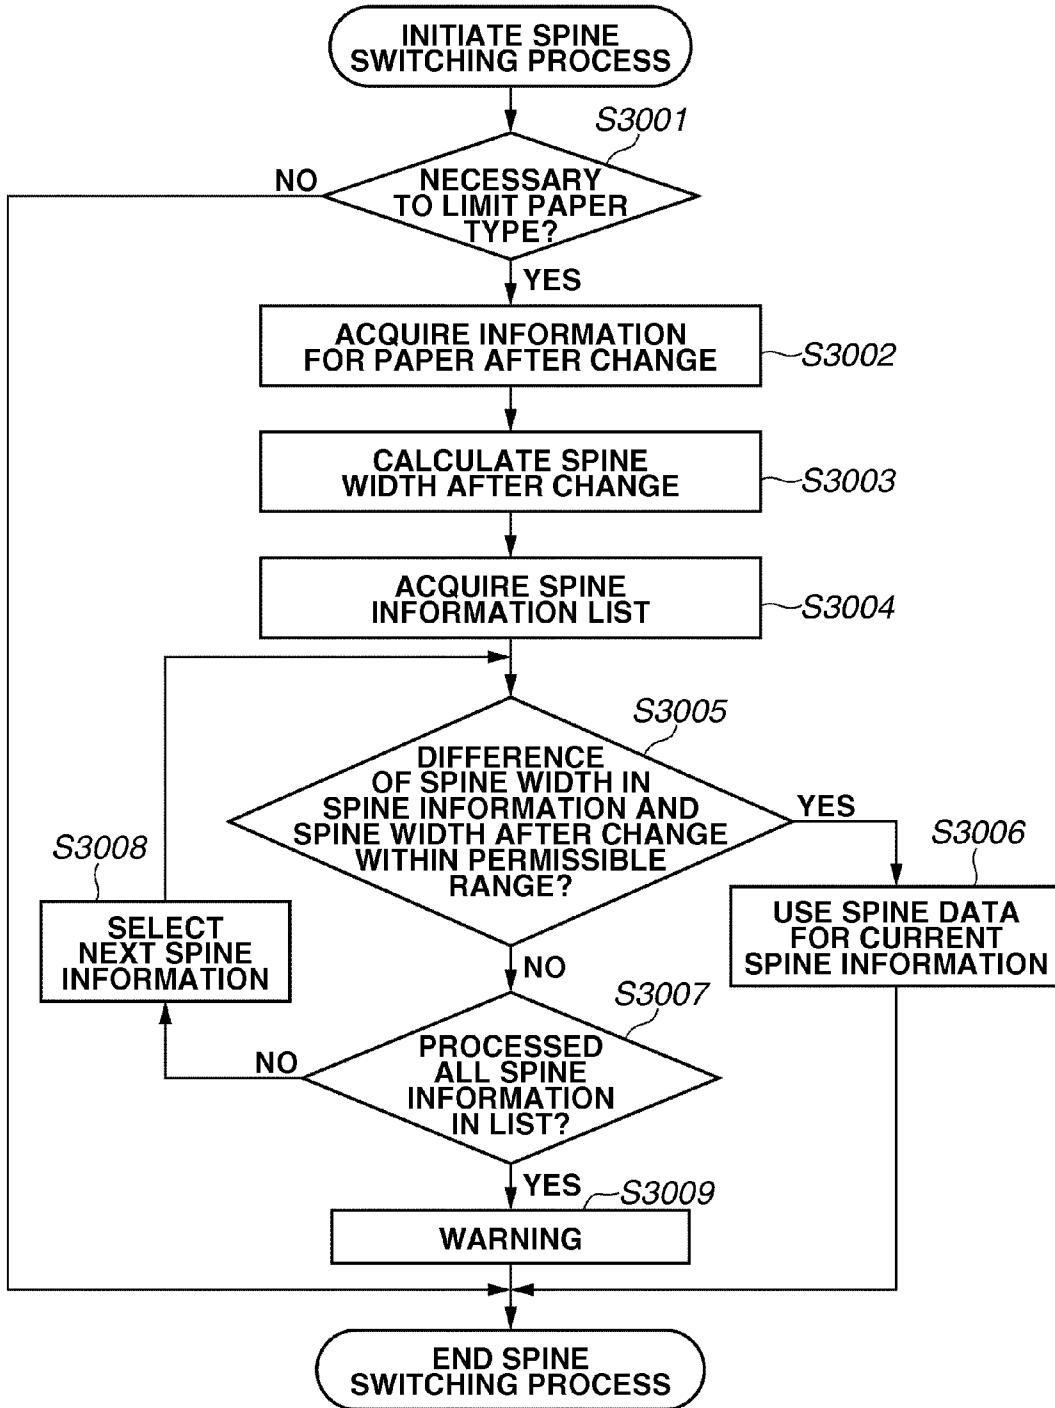 INITIATE SPINE
SWITCHING PROCESS
S3001
NO
NECESSARY
TO LIMIT PAPER
TYPE?
YES
ACQUIRE INFORMATION
FOR PAPER AFTER CHANGE
S3002
CALCULATE SPINE
WIDTH AFTER CHANGE
S3003
ACQUIRE SPINE
INFORMATION LIST
S3004
S3005
DIFFERENCE
OF SPINE WIDTH IN
SPINE INFORMATION AND
SPINE WIDTH AFTER CHANGE
WITHIN PERMISSIBLE
RANGE?
YES
S3006
USE SPINE DATA
FOR CURRENT
SPINE INFORMATION
S3008
SELECT
NEXT SPINE
INFORMATION
NO
S3007
NO
PROCESSED
ALL SPINE
INFORMATION
IN LIST?
YES
S3009
WARNING
END SPINE
SWITCHING PROCESS